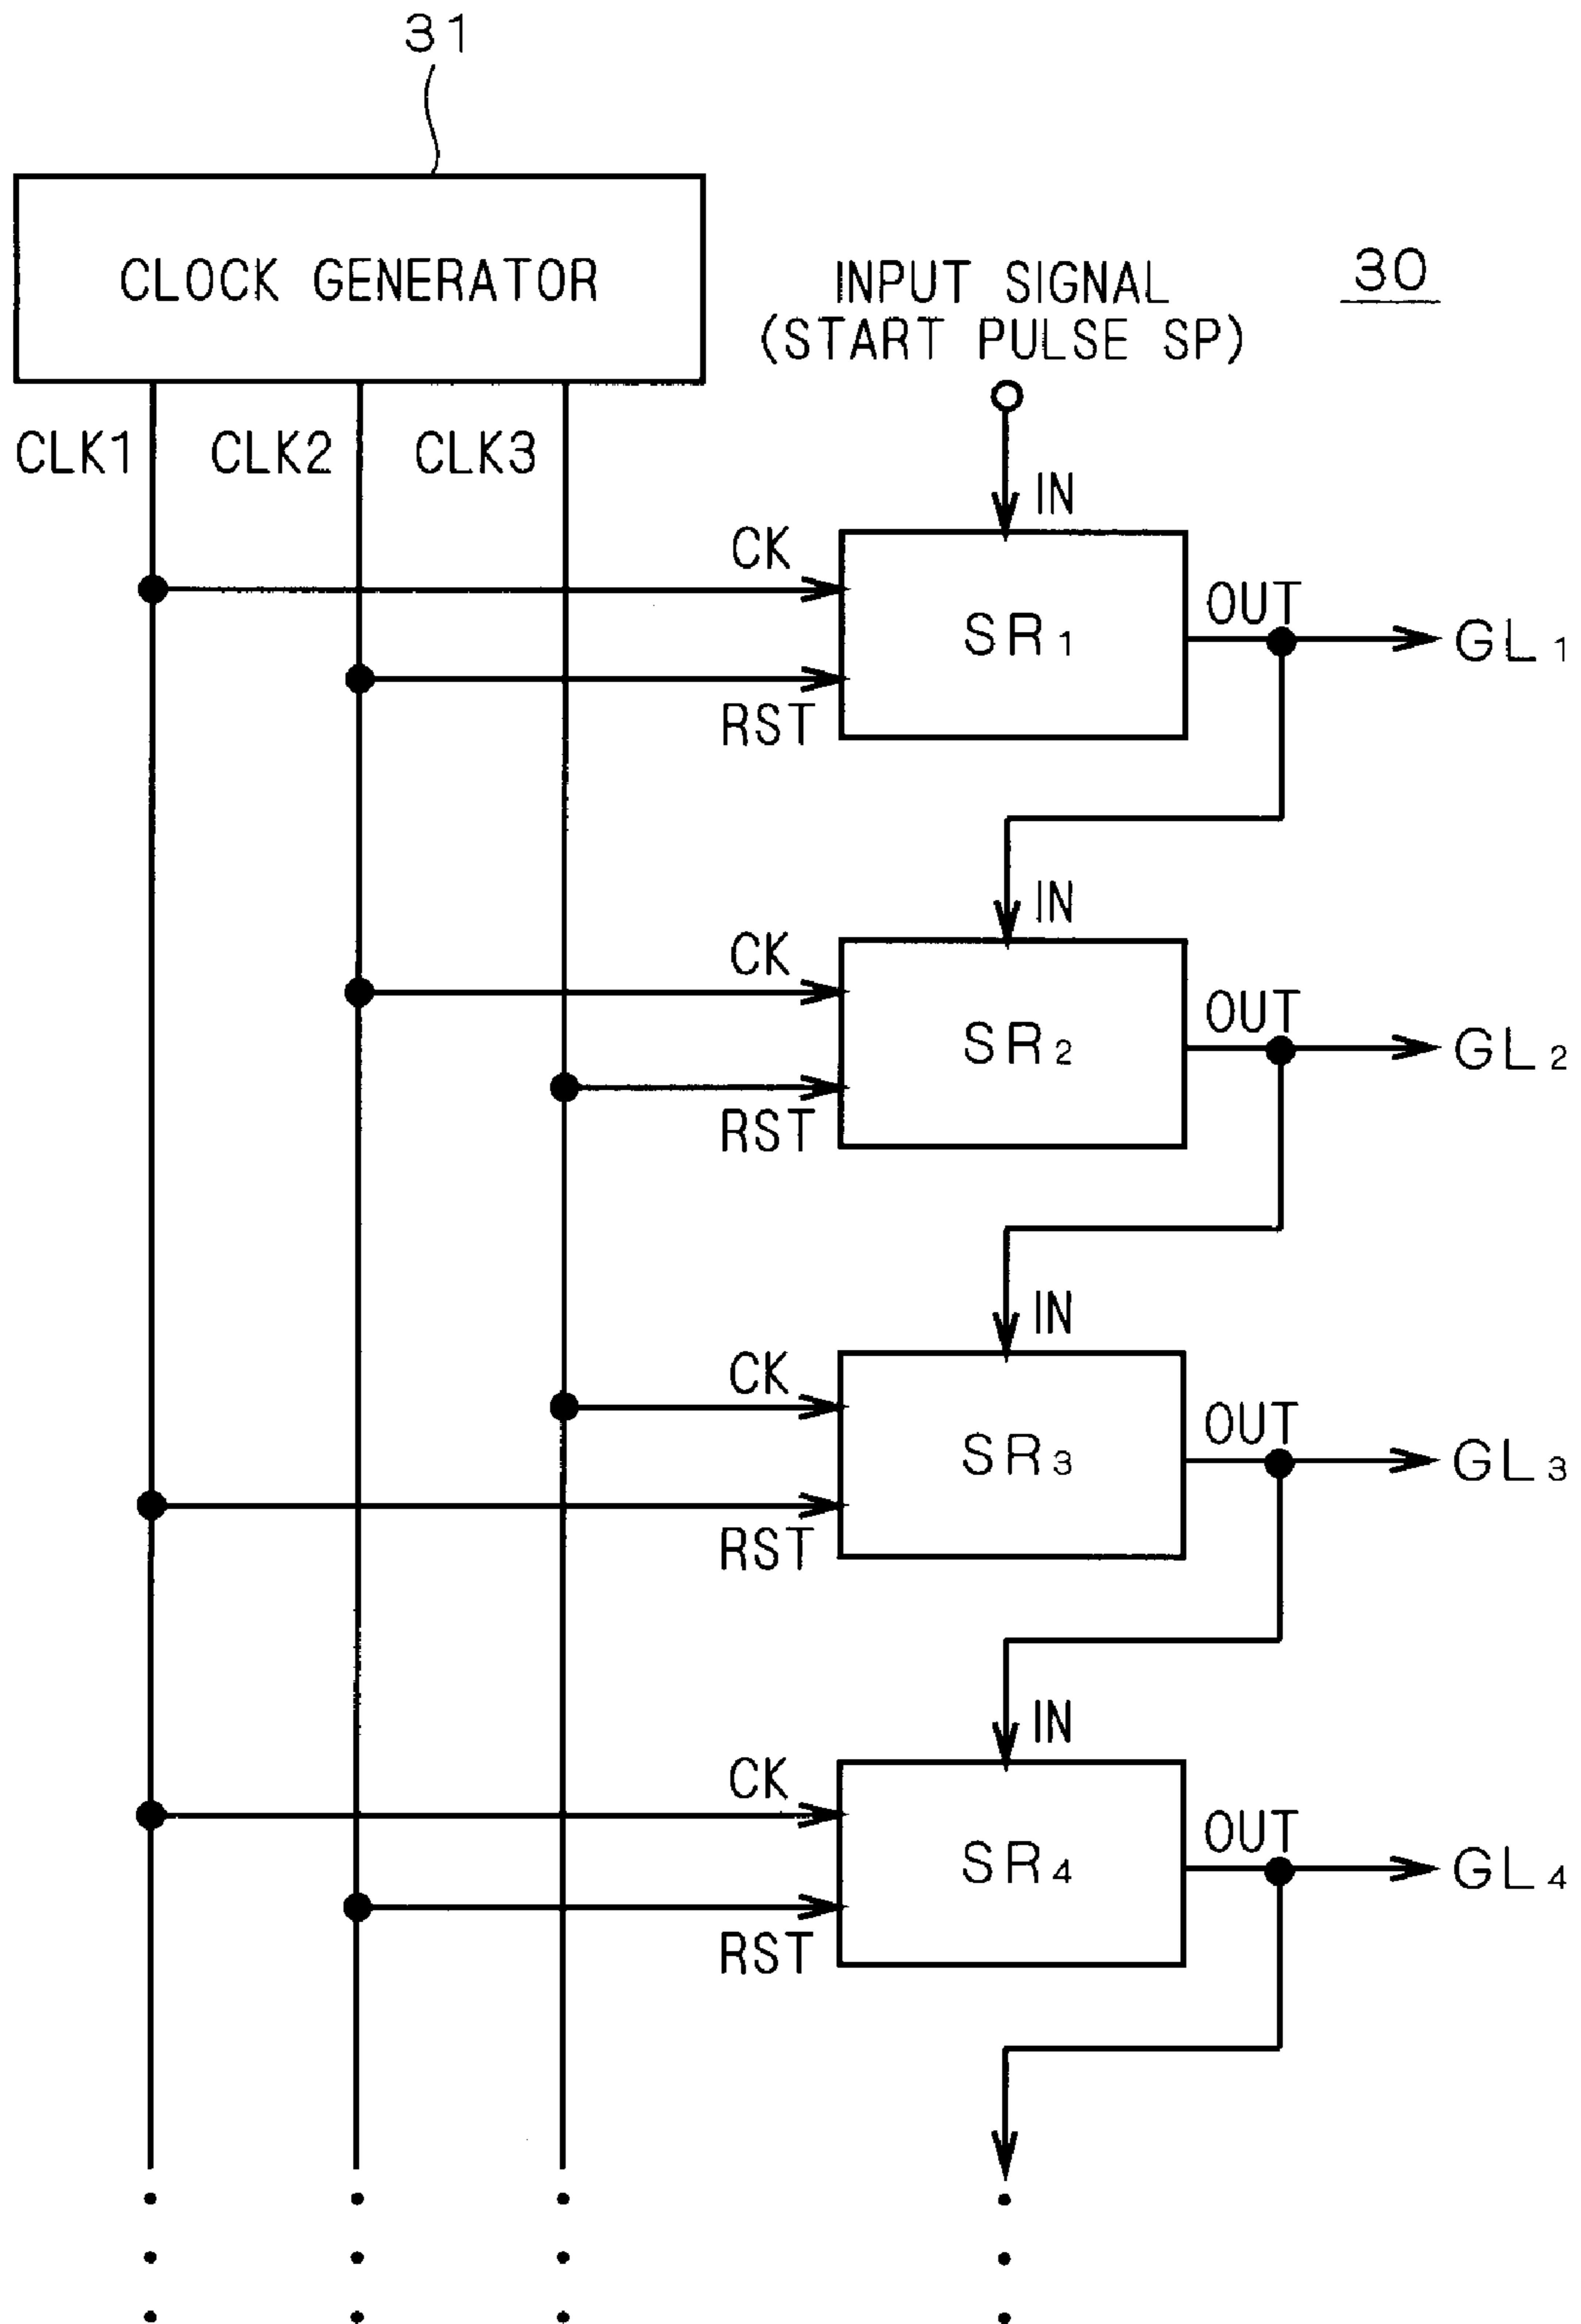 31
CLOCK GENERATOR
INPUT SIGNAL
(START PULSE SP)
30
CLK1
CLK2
CLK3
IN
CK
SR1
OUT
GL1
RST
IN
CK
SR2
OUT
GL2
RST
IN
CK
SR3
OUT
GL3
RST
IN
CK
SR4
OUT
GL4
RST